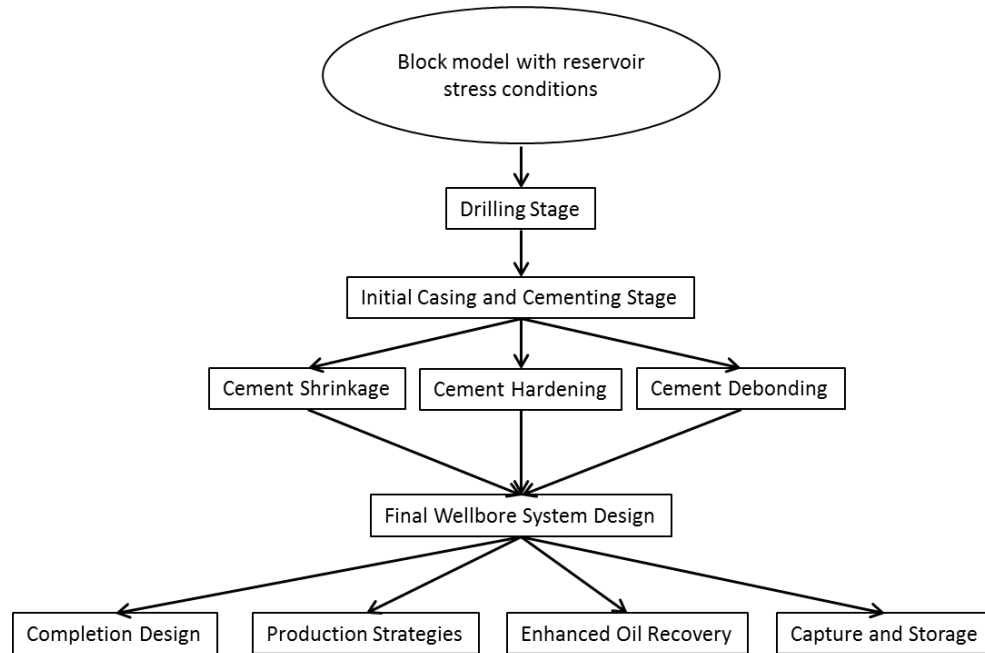 Block model with reservoir
stress conditions
Drilling Stage
Initial Casing and Cementing Stage
Cement Shrinkage
Cement Hardening
Cement Debonding
Final Wellbore System Design
Completion Design
Production Strategies
Enhanced Oil Recovery
Capture and Storage